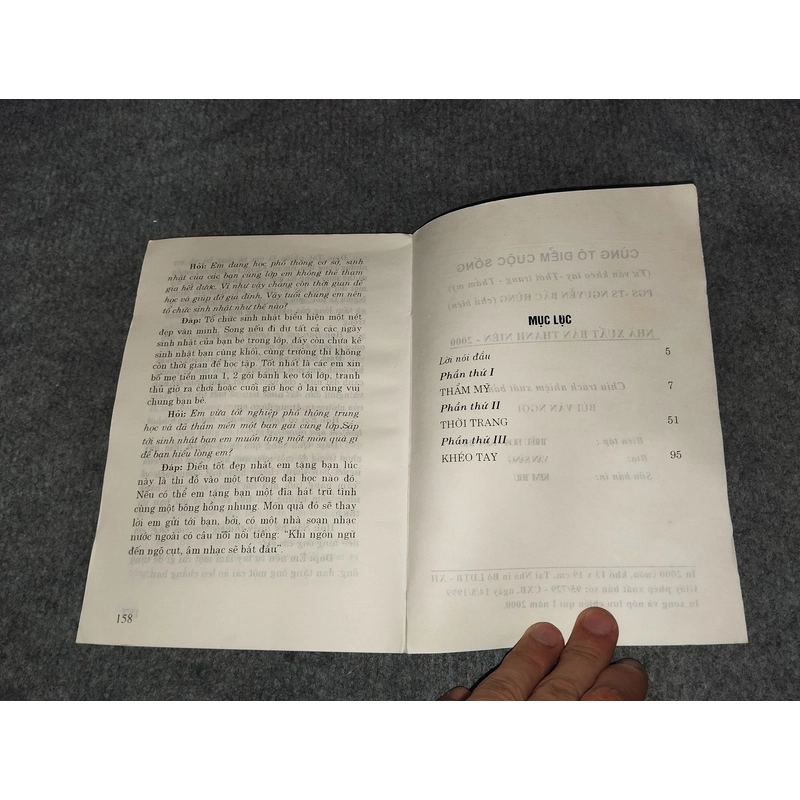 Hỏi: Em đang học phổ thông cơ sở, sinh
nhật của các bạn cùng lớp em không thể tham
gia hết được. Vì như vậy chẳng còn thời gian để
học và giúp đỡ gia đình. Vậy tuổi chúng em nên
tổ chức sinh nhật như thế nào?
Đáp: Tổ chức sinh nhật biểu hiện một nét
đẹp văn minh. Song nếu đi dự tất cả các ngày
sinh nhật của bạn bè trong lớp, đấy còn chưa kể
sinh nhật bạn cùng khối, cùng trường thì không
còn thời gian để học tập. Tốt nhất là các em xin
bố mẹ tiền mua 1, 2 gói bánh kẹo tới lớp, tranh
thủ giờ ra chơi hoặc cuối giờ học ở lại cùng vui
chung bạn bè.
Hỏi: Em vừa tốt nghiệp phổ thông trung
học và đã thầm mến một bạn gái cùng lớp.Sắp
tới sinh nhật bạn em muốn tặng một món quà gì
để bạn hiểu lòng em?
Đáp: Điều tốt đẹp nhất em tặng bạn lúc
này là thi đỗ vào một trường đại học nào đó.
Nếu có thể em tặng bạn một đĩa hát trữ tình
cùng một bông hồng nhung. Món quà đó sẽ thay
lời em gửi tới bạn, bởi, có một nhà soạn nhạc
nước ngoài có câu nói nổi tiếng: “Khi ngôn ngữ
đến ngõ cụt, âm nhạc sẽ bắt đầu”.
158
MỤC LỤC
Lời nói đầu 5
Phần thứ I
THẨM MỸ 7
Phần thứ II
THỜI TRANG 51
Phần thứ III
KHÉO TAY 95